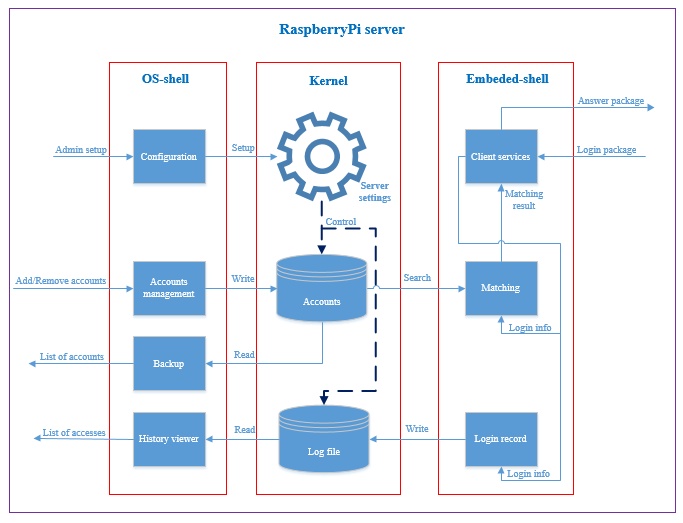 RaspberryPi server
OS-shell
Kernel
Embeded-shell
Answer package
Admin setup
Configuration
Setup
Client services
Login package
Server
settings
Matching
result
Control
Add/Remove accounts
Accounts
management
Write
Accounts
Search
Matching
Login info
List of accounts
Backup
Read
List of accesses
History viewer
Read
Log file
Write
Login record
Login info